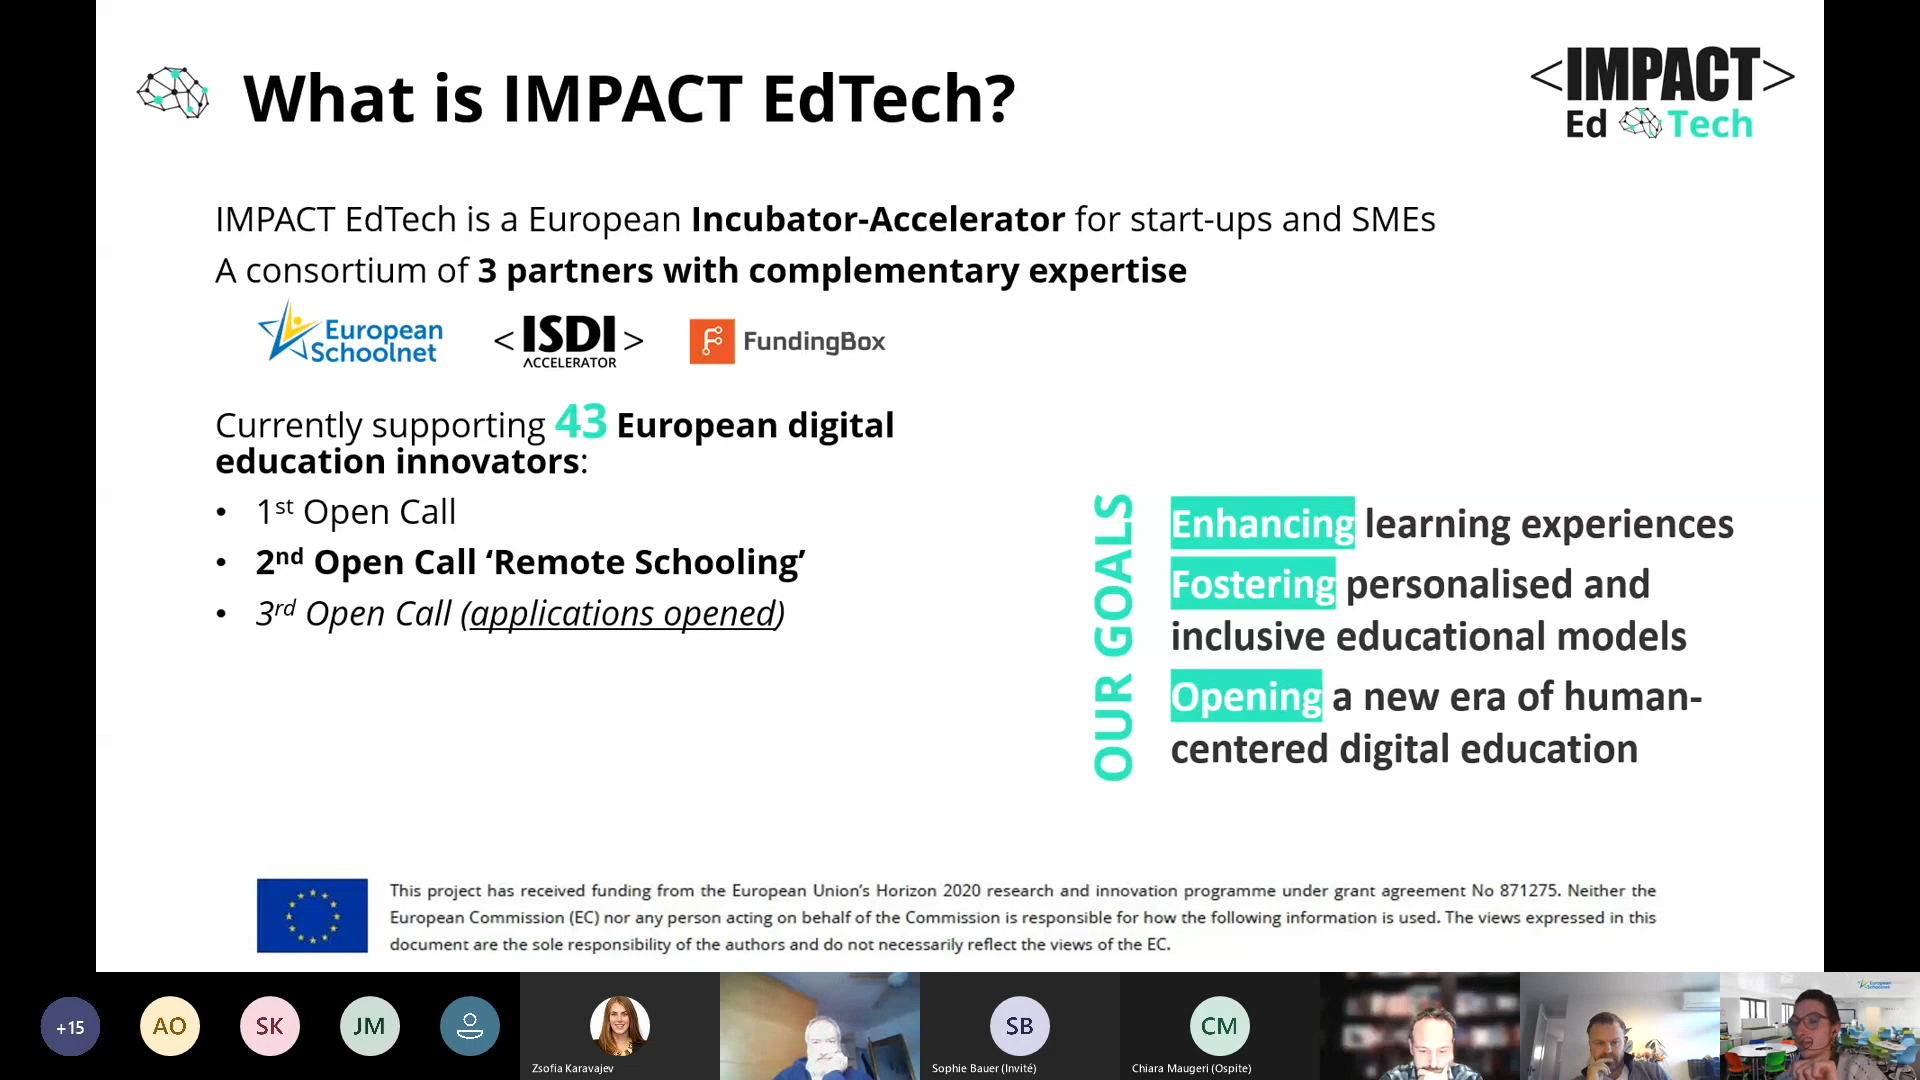 What is IMPACT EdTech?
<IMPACT>
Ed Tech
IMPACT EdTech is a European Incubator-Accelerator for start-ups and SMEs
A consortium of 3 partners with complementary expertise
European
Schoolnet
<ISDI>
ACCELERATOR
FundingBox
Currently supporting 43 European digital
education innovators:
• 1st Open Call
• 2nd Open Call ‘Remote Schooling’
• 3rd Open Call (applications opened)
OUR GOALS
Enhancing learning experiences
Fostering personalised and
inclusive educational models
Opening a new era of human-
centered digital education
This project has received funding from the European Union’s Horizon 2020 research and innovation programme under grant agreement No 871275. Neither the
European Commission (EC) nor any person acting on behalf of the Commission is responsible for how the following information is used. The views expressed in this
document are the sole responsibility of the authors and do not necessarily reflect the views of the EC.
+15
AO
SK
JM
Zsofia Karavajev
SB
Sophie Bauer (Invité)
CM
Chiara Maugeri (Ospite)
European
Schoolnet